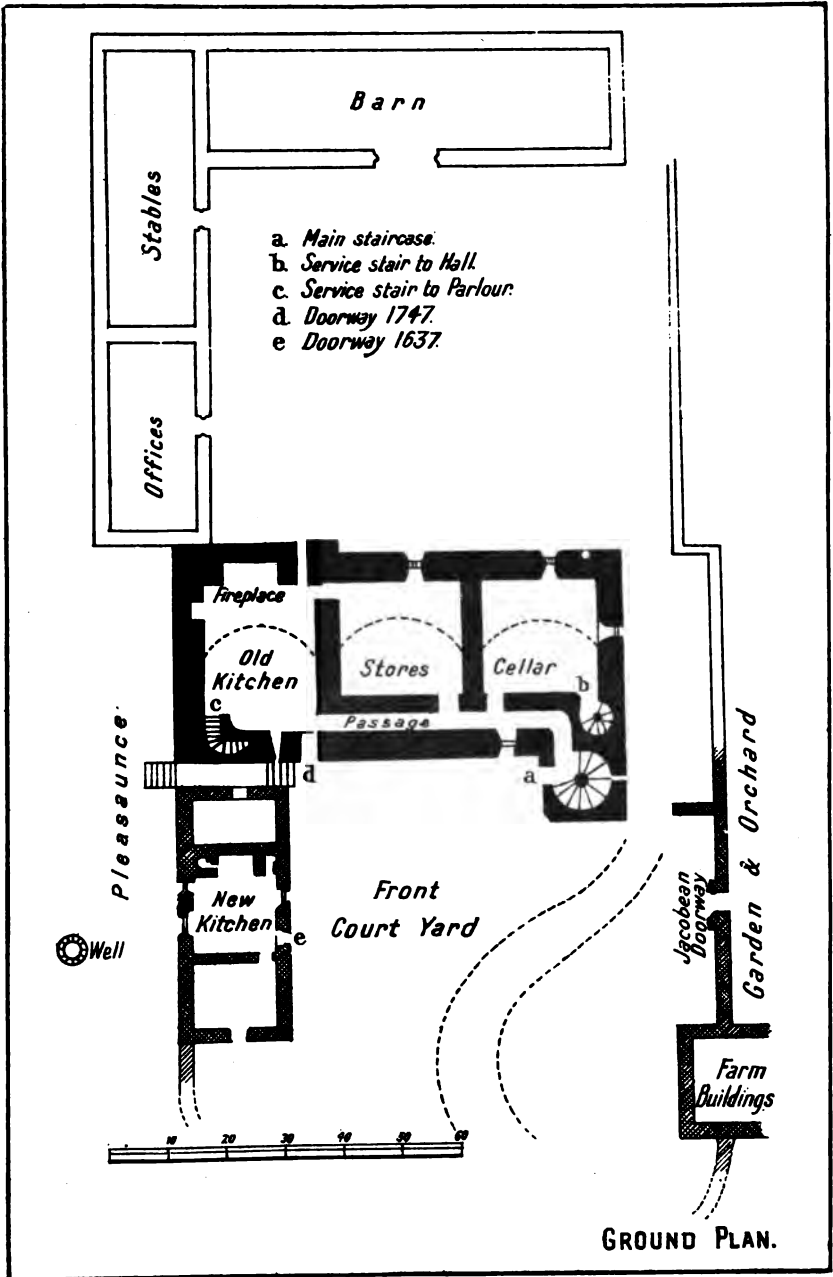 Barn
Stables
a. Main staircase.
b. Service stair to Hall.
c. Service stair to Parlour.
d. Doorway 1747.
e. Doorway 1637.
Offices
Fireplace
Old
Kitchen
Stores
Cellar
b
c
Passage
d
a
Pleasaunce
New
Kitchen
e
Front
Court Yard
Jacobean
Doorway
Garden & Orchard
Well
Farm
Buildings
10 20 30 40 50 60
GROUND PLAN.